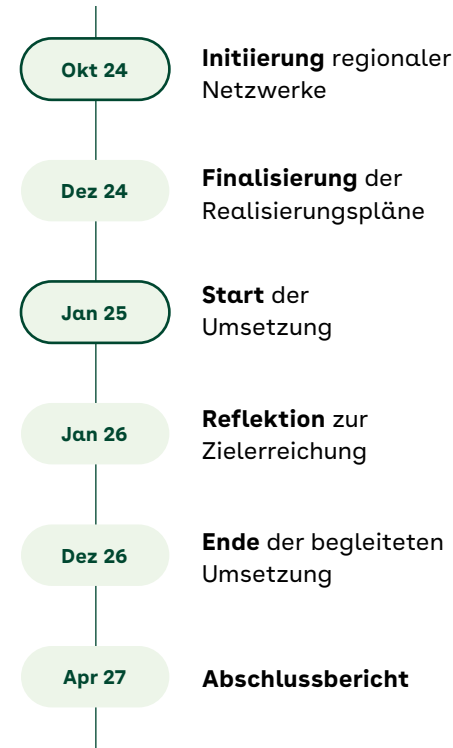 Okt 24
Initiierung regionaler
Netzwerke
Dez 24
Finalisierung der
Realisierungspläne
Jan 25
Start der
Umsetzung
Jan 26
Reflektion zur
Zielerreichung
Dez 26
Ende der begleiteten
Umsetzung
Apr 27
Abschlussbericht